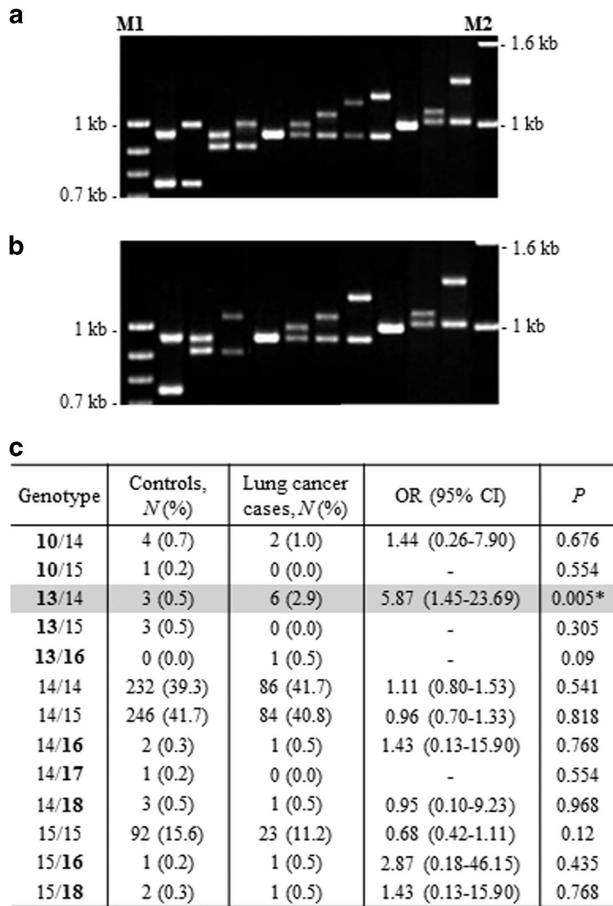 a
M1 M2
- 1.6 kb
1 kb - - 1 kb
0.7 kb -
b
- 1.6 kb
1 kb - - 1 kb
0.7 kb -
c
Genotype Controls, N(%) Lung cancer cases, N(%) OR (95% CI) P
10/14 4 (0.7) 2 (1.0) 1.44 (0.26-7.90) 0.676
10/15 1 (0.2) 0 (0.0) - 0.554
13/14 3 (0.5) 6 (2.9) 5.87 (1.45-23.69) 0.005*
13/15 3 (0.5) 0 (0.0) - 0.305
13/16 0 (0.0) 1 (0.5) - 0.09
14/14 232 (39.3) 86 (41.7) 1.11 (0.80-1.53) 0.541
14/15 246 (41.7) 84 (40.8) 0.96 (0.70-1.33) 0.818
14/16 2 (0.3) 1 (0.5) 1.43 (0.13-15.90) 0.768
14/17 1 (0.2) 0 (0.0) - 0.554
14/18 3 (0.5) 1 (0.5) 0.95 (0.10-9.23) 0.968
15/15 92 (15.6) 23 (11.2) 0.68 (0.42-1.11) 0.12
15/16 1 (0.2) 1 (0.5) 2.87 (0.18-46.15) 0.435
15/18 2 (0.3) 1 (0.5) 1.43 (0.13-15.90) 0.768